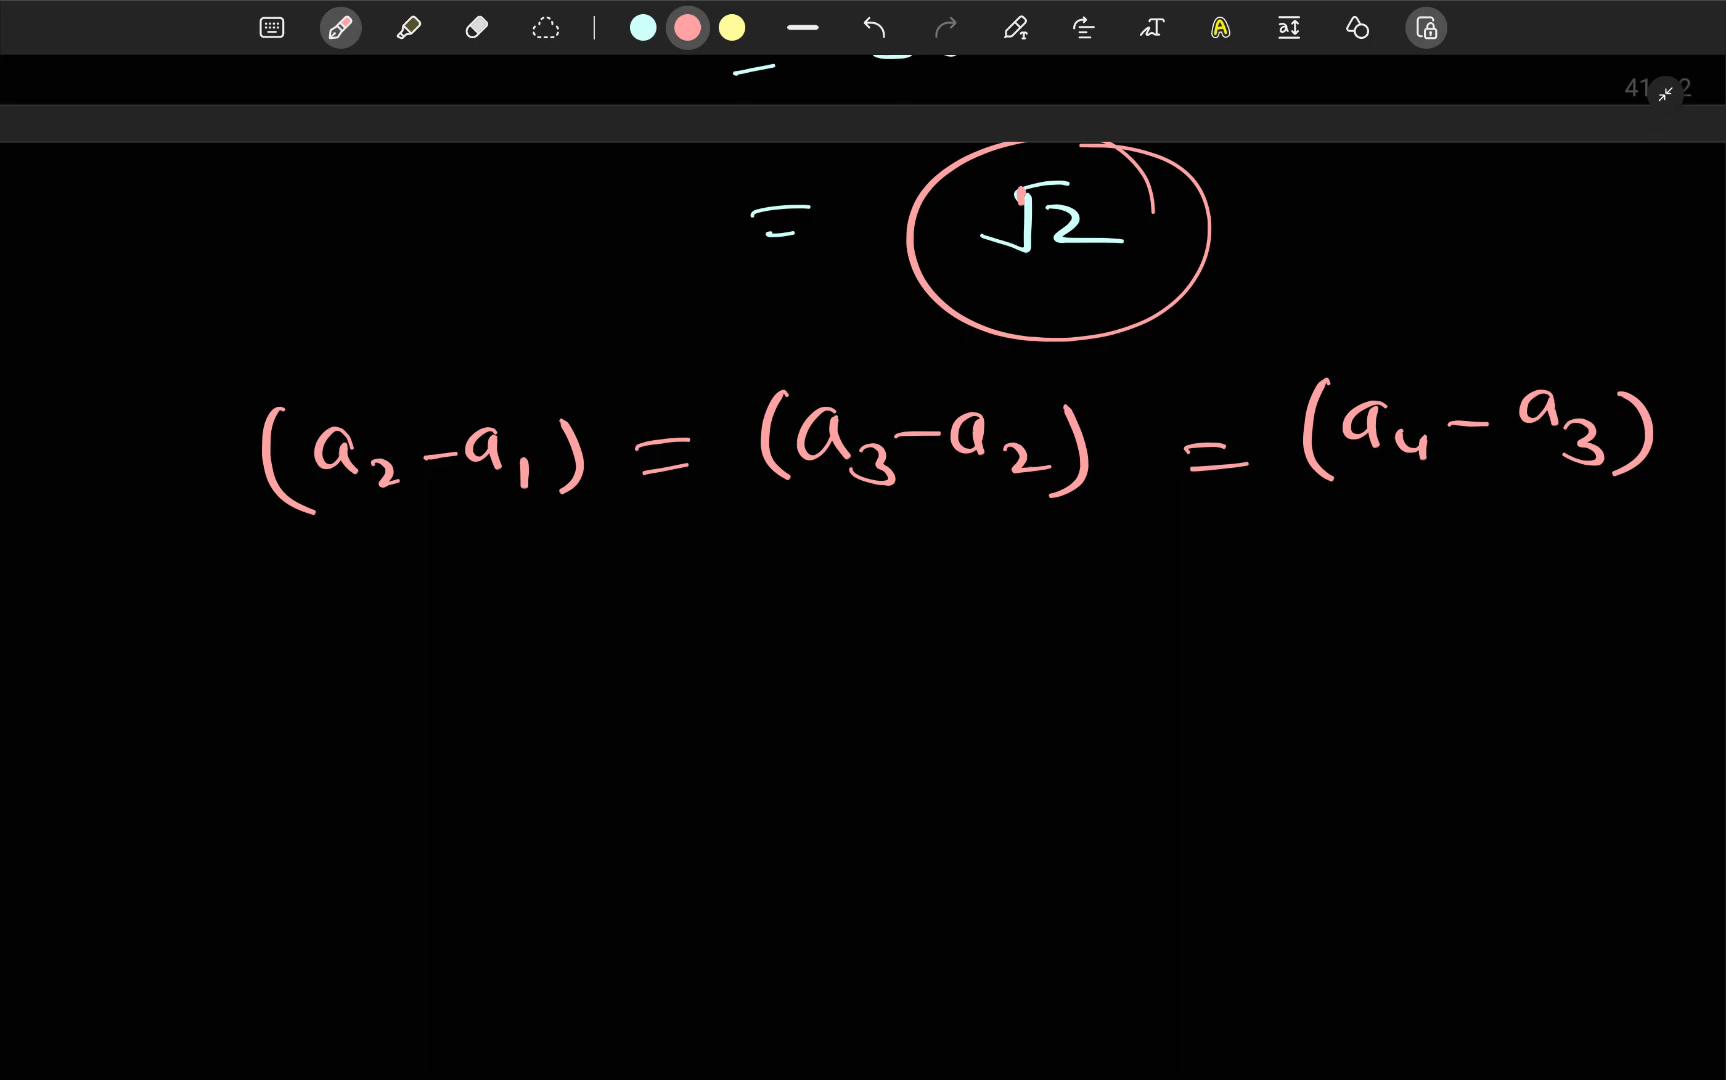 = √2
(a₂ - a₁) = (a₃ - a₂) = (a₄ - a₃)